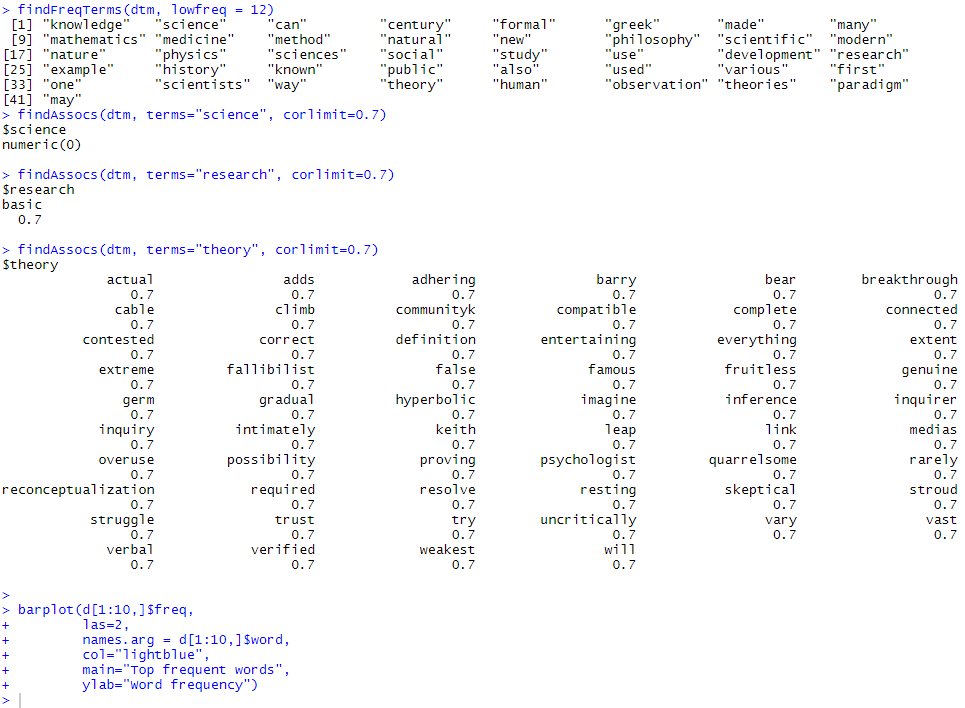 > findFreqTerms(dtm, lowfreq = 12)
 [1] "knowledge"   "science"     "can"         "century"     "formal"      "greek"       "made"        "many"
 [9] "mathematics" "medicine"    "method"      "natural"     "new"         "philosophy"  "scientific"  "modern"
[17] "nature"      "physics"     "sciences"    "social"      "study"       "use"         "development" "research"
[25] "example"     "history"     "known"       "public"      "also"        "used"        "various"     "first"
[33] "one"         "scientists"  "way"         "theory"      "human"       "observation" "theories"    "paradigm"
[41] "may"
> findAssocs(dtm, terms="science", corlimit=0.7)
$science
numeric(0)

> findAssocs(dtm, terms="research", corlimit=0.7)
$research
basic
  0.7

> findAssocs(dtm, terms="theory", corlimit=0.7)
$theory
actual adds adhering barry bear breakthrough
0.7 0.7 0.7 0.7 0.7 0.7
cable climb communityk compatible complete connected
0.7 0.7 0.7 0.7 0.7 0.7
contested correct definition entertaining everything extent
0.7 0.7 0.7 0.7 0.7 0.7
extreme fallibilist false famous fruitless genuine
0.7 0.7 0.7 0.7 0.7 0.7
germ gradual hyperbolic imagine inference inquirer
0.7 0.7 0.7 0.7 0.7 0.7
inquiry intimately keith leap link medias
0.7 0.7 0.7 0.7 0.7 0.7
overuse possibility proving psychologist quarrelsome rarely
0.7 0.7 0.7 0.7 0.7 0.7
reconceptualization required resolve resting skeptical stroud
0.7 0.7 0.7 0.7 0.7 0.7
struggle trust try uncritically vary vast
0.7 0.7 0.7 0.7 0.7 0.7
verbal verified weakest will
0.7 0.7 0.7 0.7

>
> barplot(d[1:10,]$freq,
+         las=2,
+         names.arg = d[1:10,]$word,
+         col="lightblue",
+         main="Top frequent words",
+         ylab="Word frequency")
>